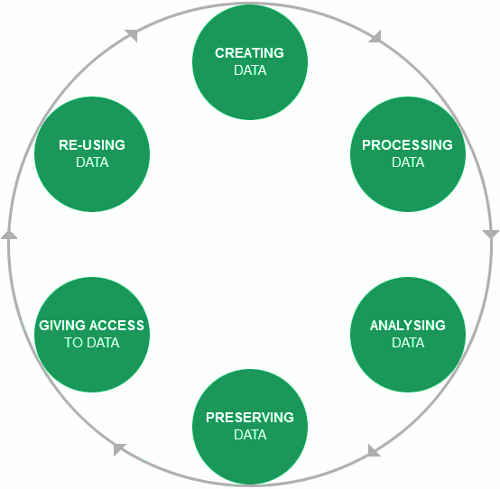 CREATING
DATA
PROCESSING
DATA
ANALYSING
DATA
PRESERVING
DATA
GIVING ACCESS
TO DATA
RE-USING
DATA